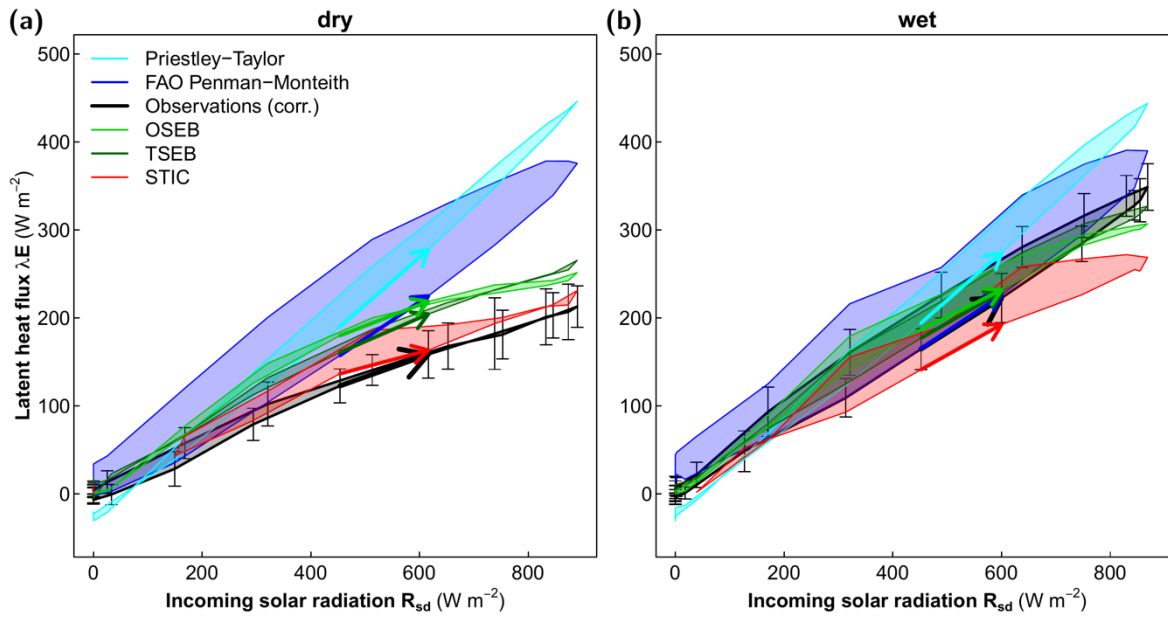 (a)
dry
(b)
wet
Latent heat flux λE (W m−2)
500
400
300
200
100
0
Priestley−Taylor
FAO Penman−Monteith
Observations (corr.)
OSEB
TSEB
STIC
0 200 400 600 800
Incoming solar radiation Rsd (W m−2)
500
400
300
200
100
0
0 200 400 600 800
Incoming solar radiation Rsd (W m−2)